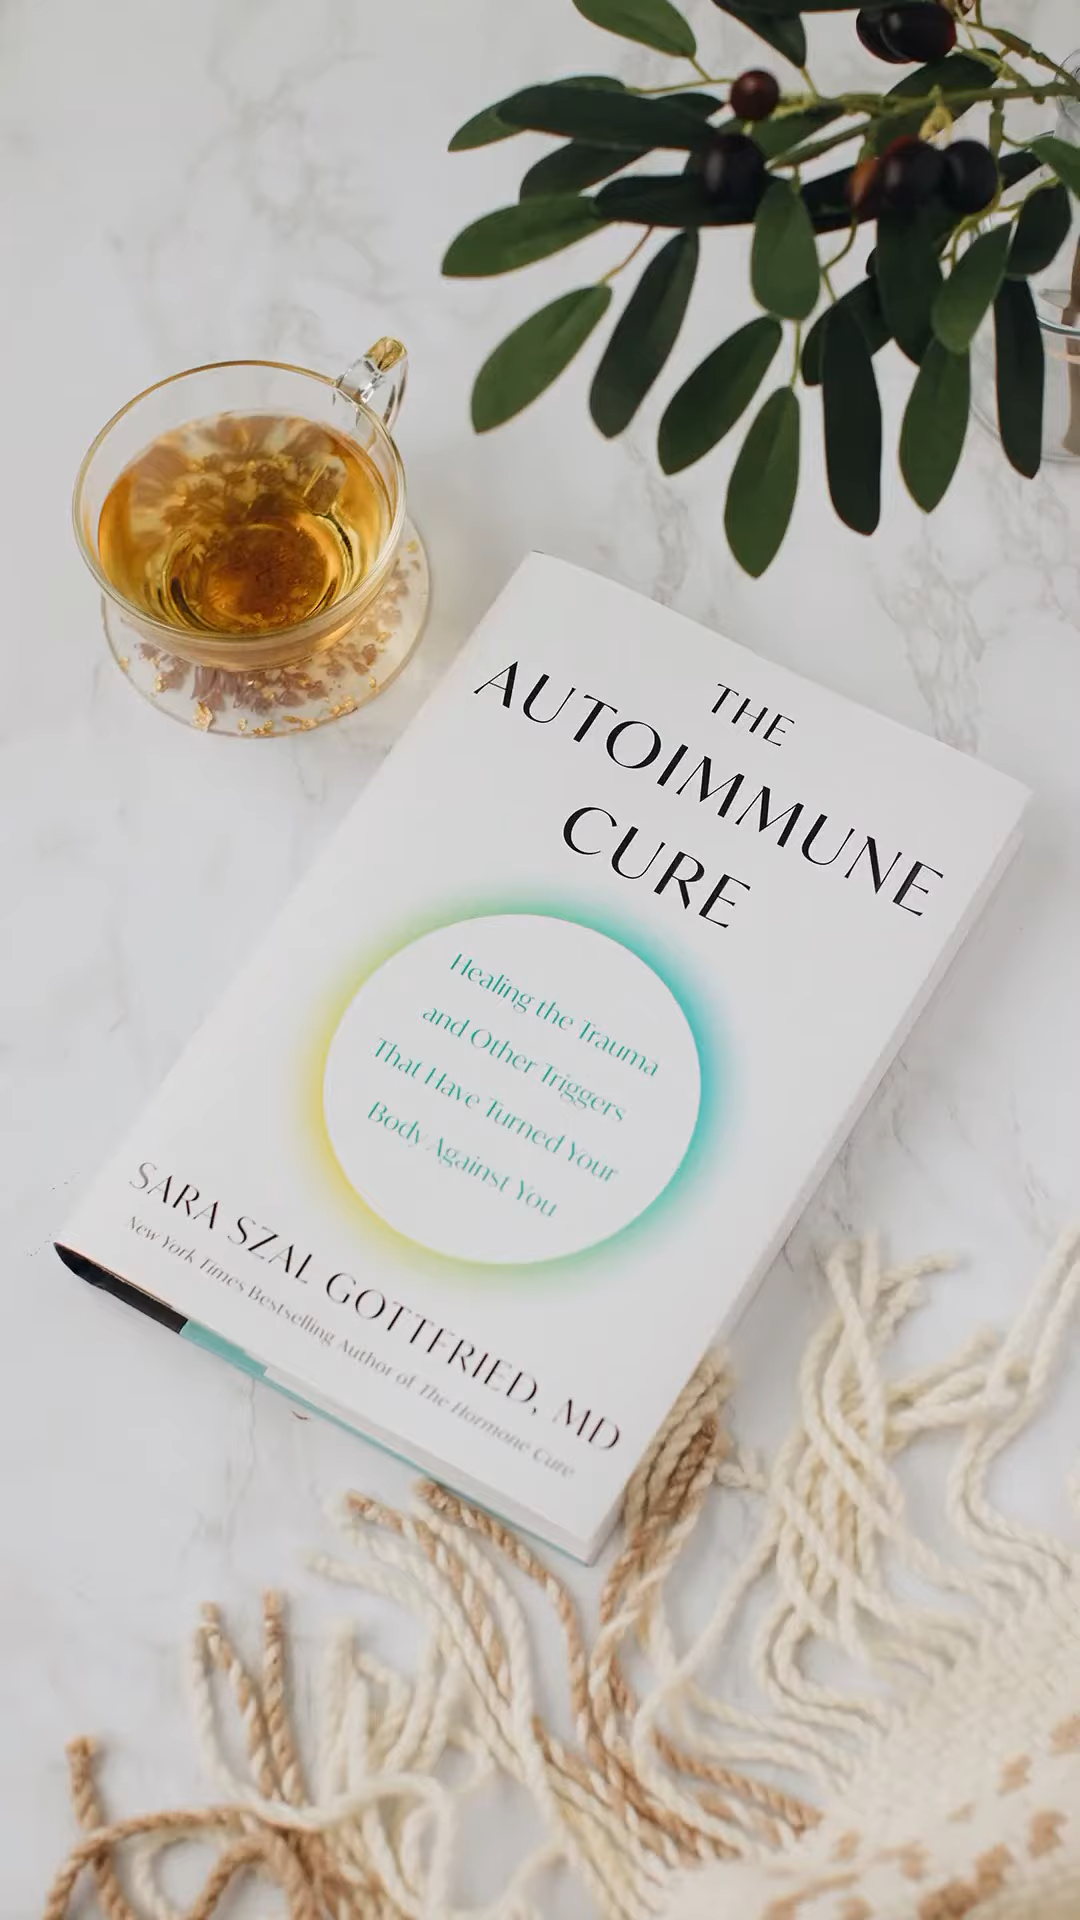 THE
AUTOIMMUNE
CURE
Healing the Trauma
and Other Triggers
That Have Turned Your
Body Against You
SARA SZAL GOTTFRIED, MD
New York Times Bestselling Author of The Hormone Cure